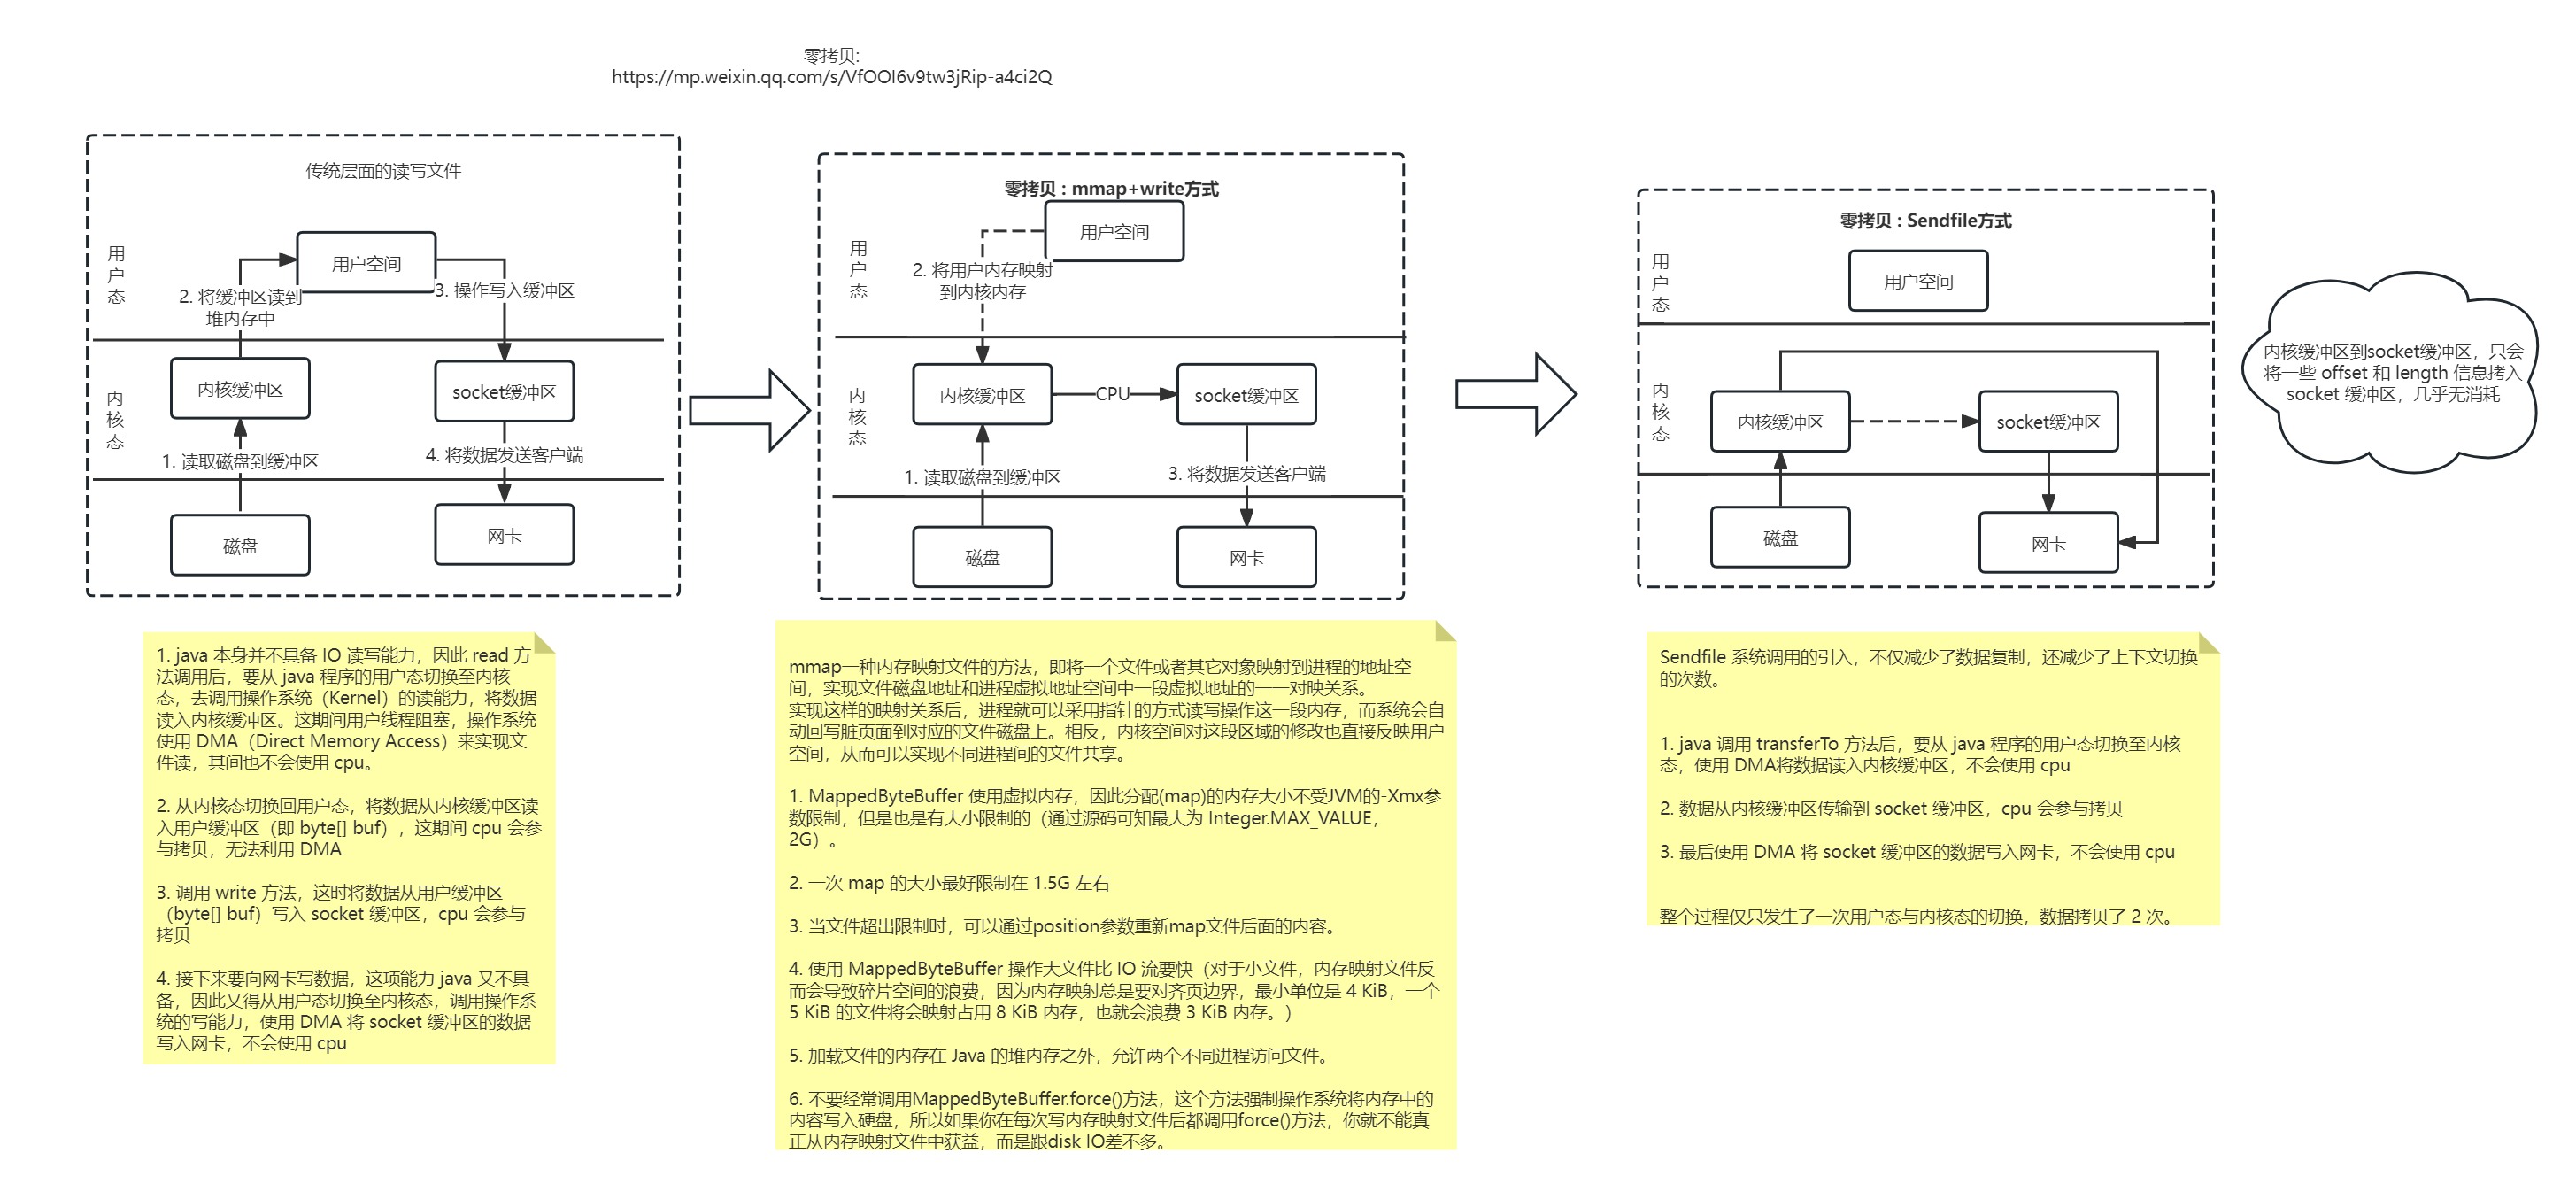 零拷贝:
https://mp.weixin.qq.com/s/VfOOI6v9tw3jRip-a4ci2Q
传统层面的读写文件
用
户
态
用户空间
2. 将缓冲区读到
堆内存中
3. 操作写入缓冲区
内
核
态
内核缓冲区
socket缓冲区
1. 读取磁盘到缓冲区
4. 将数据发送客户端
磁盘
网卡
零拷贝 : mmap+write方式
用
户
态
用户空间
2. 将用户内存映射
到内核内存
内
核
态
内核缓冲区
CPU
socket缓冲区
1. 读取磁盘到缓冲区
3. 将数据发送客户端
磁盘
网卡
零拷贝 : Sendfile方式
用
户
态
用户空间
内
核
态
内核缓冲区
socket缓冲区
磁盘
网卡
内核缓冲区到socket缓冲区，只会
将一些 offset 和 length 信息拷入
socket 缓冲区，几乎无消耗
1. java 本身并不具备 IO 读写能力，因此 read 方
法调用后，要从 java 程序的用户态切换至内核
态，去调用操作系统（Kernel）的读能力，将数据
读入内核缓冲区。这期间用户线程阻塞，操作系统
使用 DMA（Direct Memory Access）来实现文
件读，其间也不会使用 cpu。
2. 从内核态切换回用户态，将数据从内核缓冲区读
入用户缓冲区（即 byte[] buf），这期间 cpu 会参
与拷贝，无法利用 DMA
3. 调用 write 方法，这时将数据从用户缓冲区
（byte[] buf）写入 socket 缓冲区，cpu 会参与
拷贝
4. 接下来要向网卡写数据，这项能力 java 又不具
备，因此又得从用户态切换至内核态，调用操作系
统的写能力，使用 DMA 将 socket 缓冲区的数据
写入网卡，不会使用 cpu
mmap一种内存映射文件的方法，即将一个文件或者其它对象映射到进程的地址空
间，实现文件磁盘地址和进程虚拟地址空间中一段虚拟地址的一一对映关系。
实现这样的映射关系后，进程就可以采用指针的方式读写操作这一段内存，而系统会自
动回写脏页面到对应的文件磁盘上。相反，内核空间对这段区域的修改也直接反映用户
空间，从而可以实现不同进程间的文件共享。
1. MappedByteBuffer 使用虚拟内存，因此分配(map)的内存大小不受JVM的-Xmx参
数限制，但是也是有大小限制的（通过源码可知最大为 Integer.MAX_VALUE，
2G）。
2. 一次 map 的大小最好限制在 1.5G 左右
3. 当文件超出限制时，可以通过position参数重新map文件后面的内容。
4. 使用 MappedByteBuffer 操作大文件比 IO 流要快（对于小文件，内存映射文件反
而会导致碎片空间的浪费，因为内存映射总是要对齐页边界，最小单位是 4 KiB，一个
5 KiB 的文件将会映射占用 8 KiB 内存，也就会浪费 3 KiB 内存。）
5. 加载文件的内存在 Java 的堆内存之外，允许两个不同进程访问文件。
6. 不要经常调用MappedByteBuffer.force()方法，这个方法强制操作系统将内存中的
内容写入硬盘，所以如果你在每次写内存映射文件后都调用force()方法，你就不能真
正从内存映射文件中获益，而是跟disk IO差不多。
Sendfile 系统调用的引入，不仅减少了数据复制，还减少了上下文切换
的次数。
1. java 调用 transferTo 方法后，要从 java 程序的用户态切换至内核
态，使用 DMA将数据读入内核缓冲区，不会使用 cpu
2. 数据从内核缓冲区传输到 socket 缓冲区，cpu 会参与拷贝
3. 最后使用 DMA 将 socket 缓冲区的数据写入网卡，不会使用 cpu
整个过程仅只发生了一次用户态与内核态的切换，数据拷贝了 2 次。